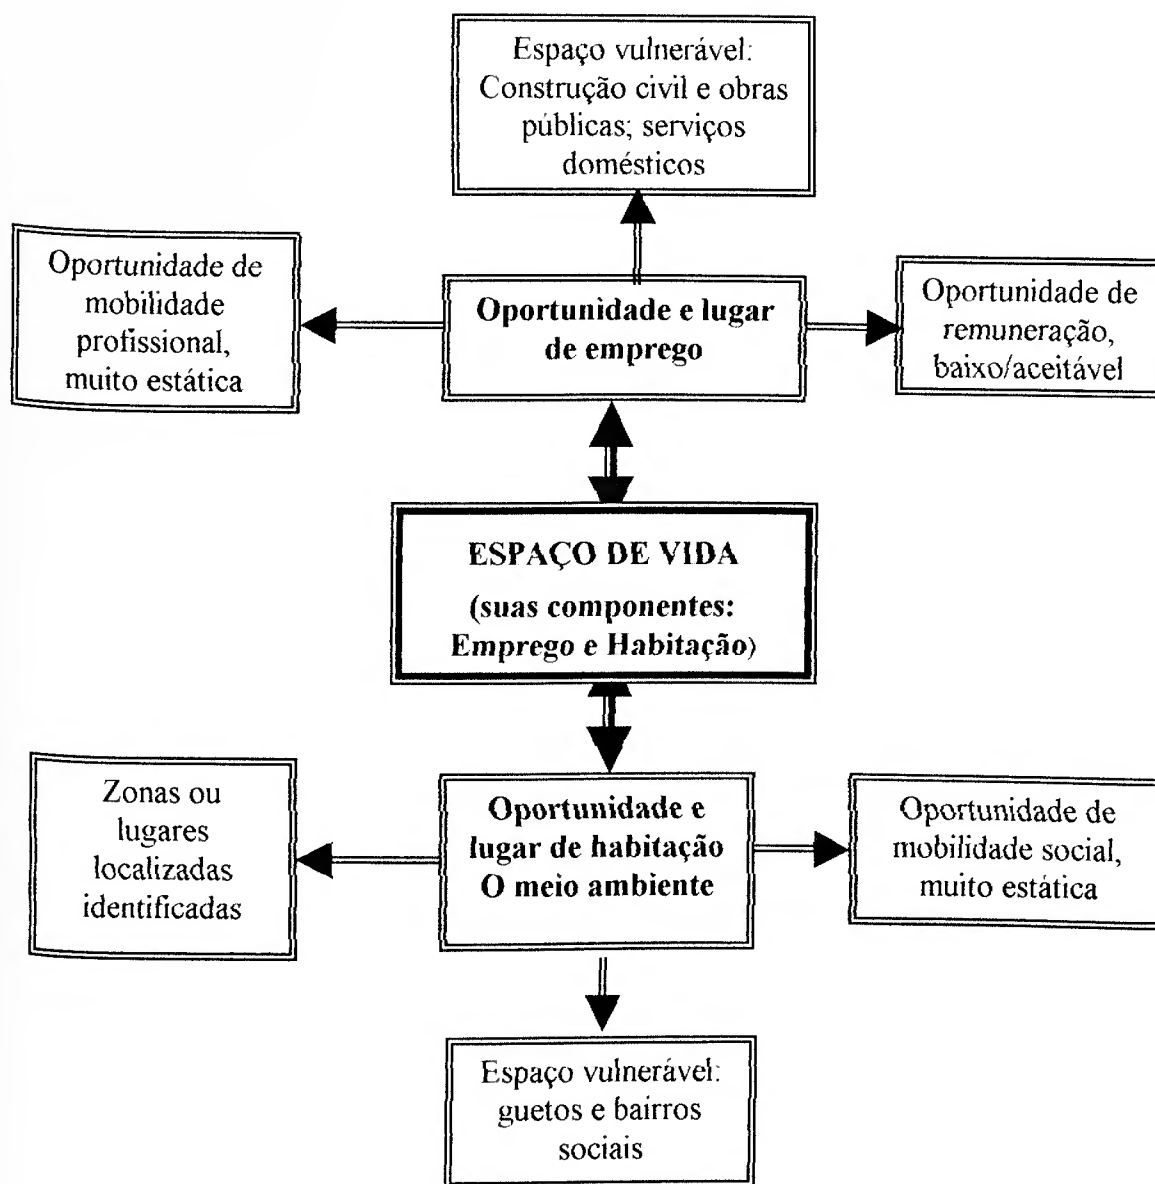 Espaço vulnerável:
Construção civil e obras
públicas; serviços
domésticos
Oportunidade de
mobilidade
profissional,
muito estática
Oportunidade e lugar
de emprego
Oportunidade de
remuneração,
baixo/aceitável
ESPAÇO DE VIDA
(suas componentes:
Emprego e Habitação)
Zonas ou
lugares
localizadas
identificadas
Oportunidade e
lugar de habitação
O meio ambiente
Oportunidade de
mobilidade social,
muito estática
Espaço vulnerável:
guetos e bairros
sociais